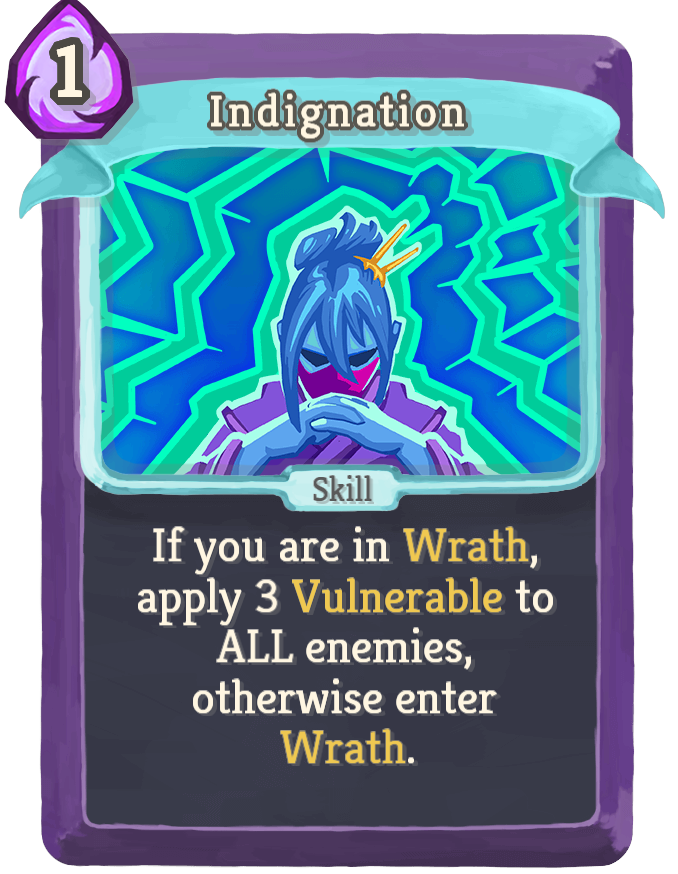 1
Indignation
Skill
If you are in Wrath,
apply 3 Vulnerable to
ALL enemies,
otherwise enter
Wrath.